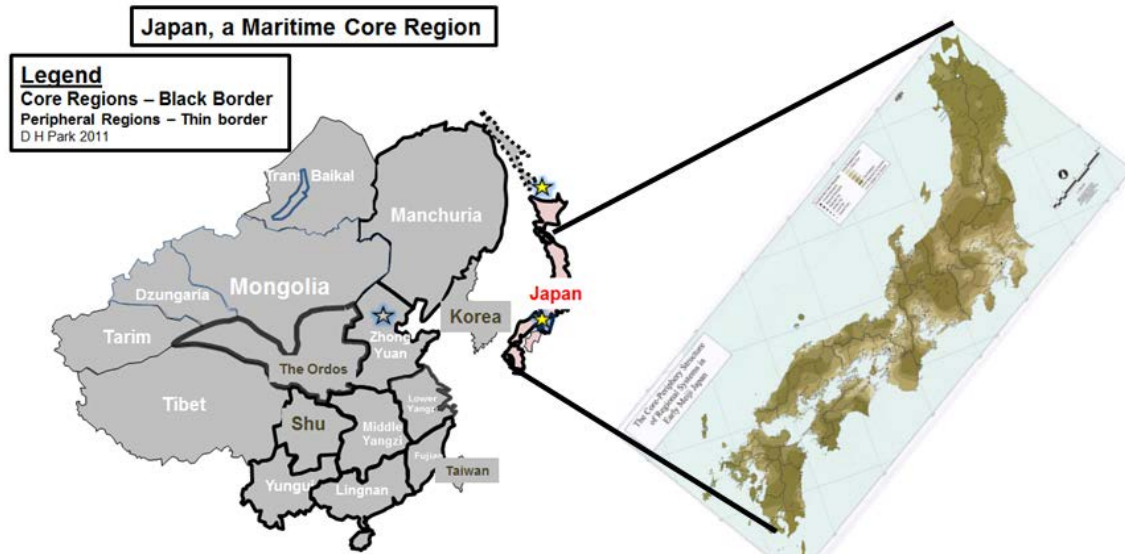 Japan, a Maritime Core Region
Legend
Core Regions – Black Border
Peripheral Regions – Thin border
D H Park 2011
Trans Baikal
Manchuria
Mongolia
Dzungaria
Japan
Korea
Tarim
Zhong
Yuan
The Ordos
Tibet
Lower
Shu
Middle
Yangzi
Fujian
Taiwan
Yungui
Lingnan
The Core-Periphery Structure
of Regional Systems in
Early Meiji Japan